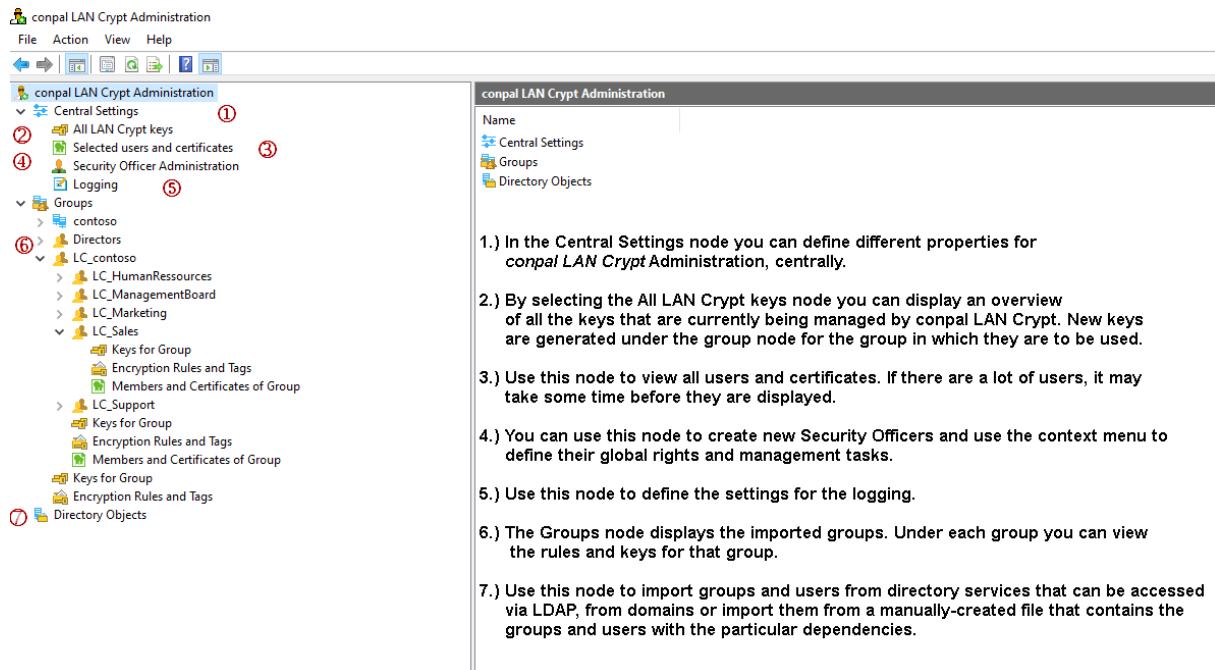 conpal LAN Crypt Administration
File Action View Help
conpal LAN Crypt Administration
Central Settings ①
② All LAN Crypt keys
Selected users and certificates ③
④ Security Officer Administration
Logging ⑤
Groups
contoso
⑥ Directors
LC_contoso
LC_HumanRessources
LC_ManagementBoard
LC_Marketing
LC_Sales
Keys for Group
Encryption Rules and Tags
Members and Certificates of Group
LC_Support
Keys for Group
Encryption Rules and Tags
Members and Certificates of Group
Keys for Group
Encryption Rules and Tags
⑦ Directory Objects
conpal LAN Crypt Administration
Name
Central Settings
Groups
Directory Objects
1.) In the Central Settings node you can define different properties for
conpal LAN Crypt Administration, centrally.
2.) By selecting the All LAN Crypt keys node you can display an overview
of all the keys that are currently being managed by conpal LAN Crypt. New keys
are generated under the group node for the group in which they are to be used.
3.) Use this node to view all users and certificates. If there are a lot of users, it may
take some time before they are displayed.
4.) You can use this node to create new Security Officers and use the context menu to
define their global rights and management tasks.
5.) Use this node to define the settings for the logging.
6.) The Groups node displays the imported groups. Under each group you can view
the rules and keys for that group.
7.) Use this node to import groups and users from directory services that can be accessed
via LDAP, from domains or import them from a manually-created file that contains the
groups and users with the particular dependencies.